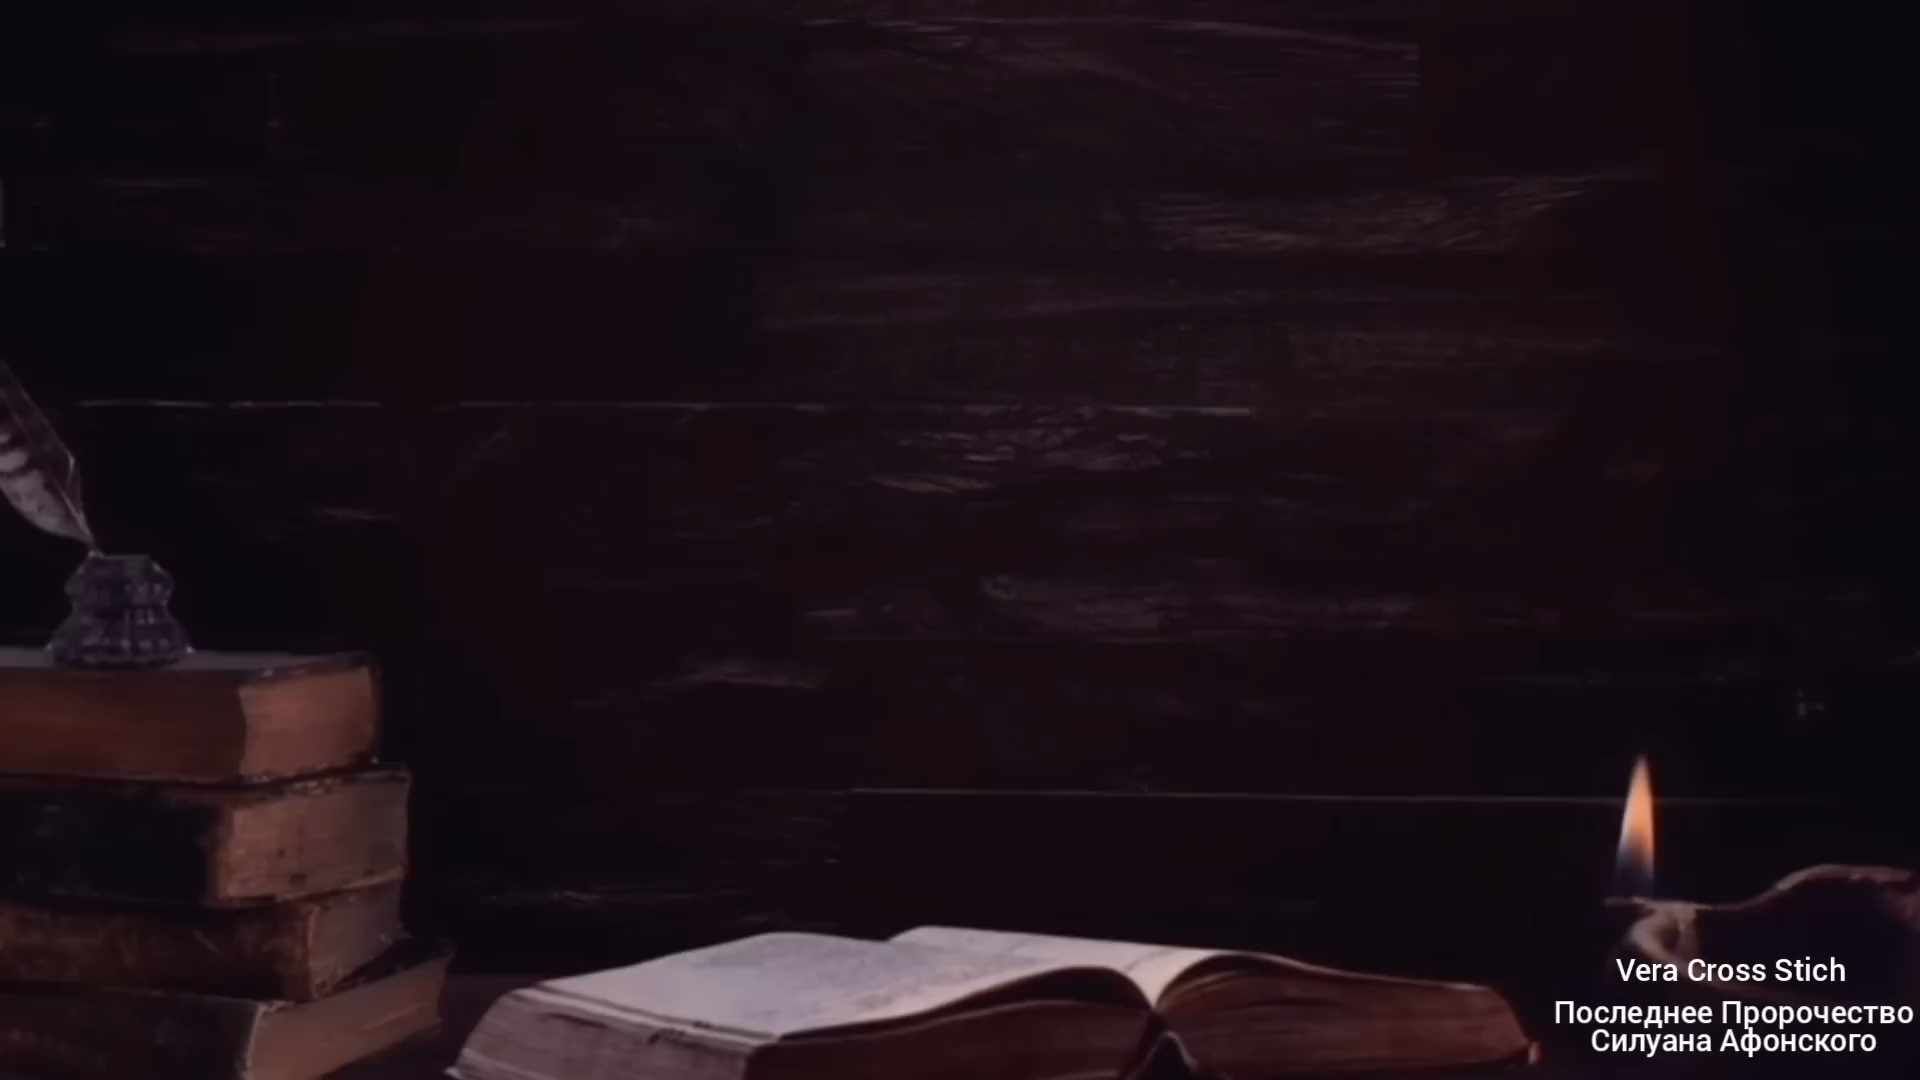 Vera Cross Stich
Последнее Пророчество
Силуана Афонского